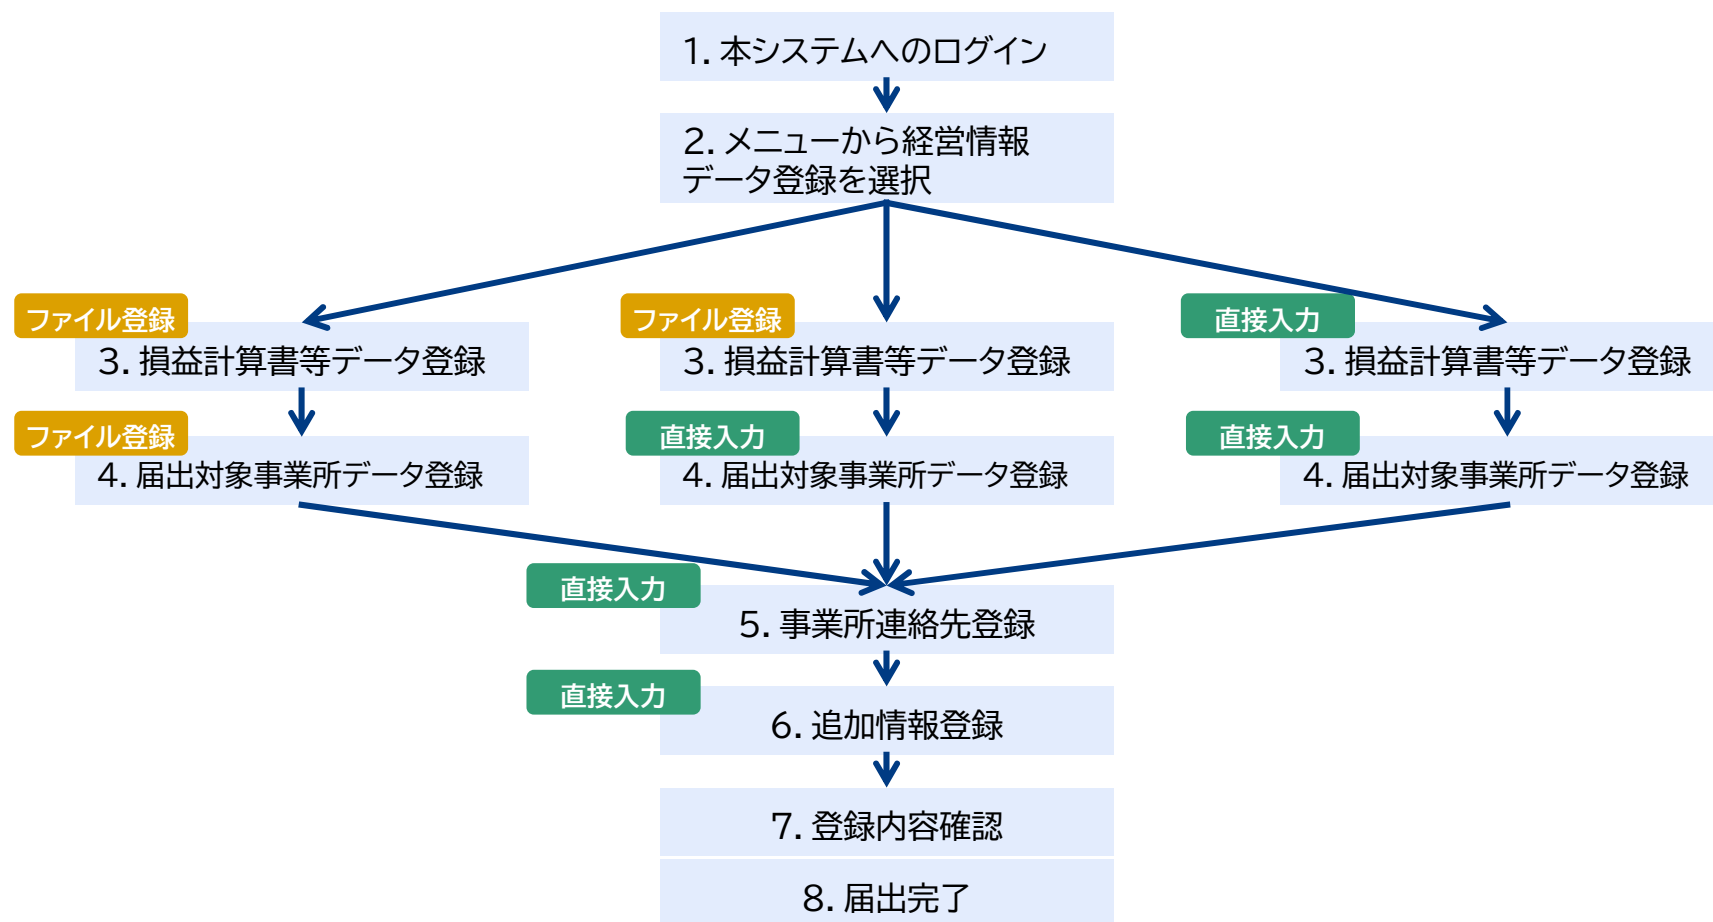 1. 本システムへのログイン
2. メニューから経営情報
データ登録を選択
ファイル登録
3. 損益計算書等データ登録
ファイル登録
4. 届出対象事業所データ登録
ファイル登録
3. 損益計算書等データ登録
直接入力
4. 届出対象事業所データ登録
直接入力
3. 損益計算書等データ登録
直接入力
4. 届出対象事業所データ登録
直接入力
5. 事業所連絡先登録
直接入力
6. 追加情報登録
7. 登録内容確認
8. 届出完了